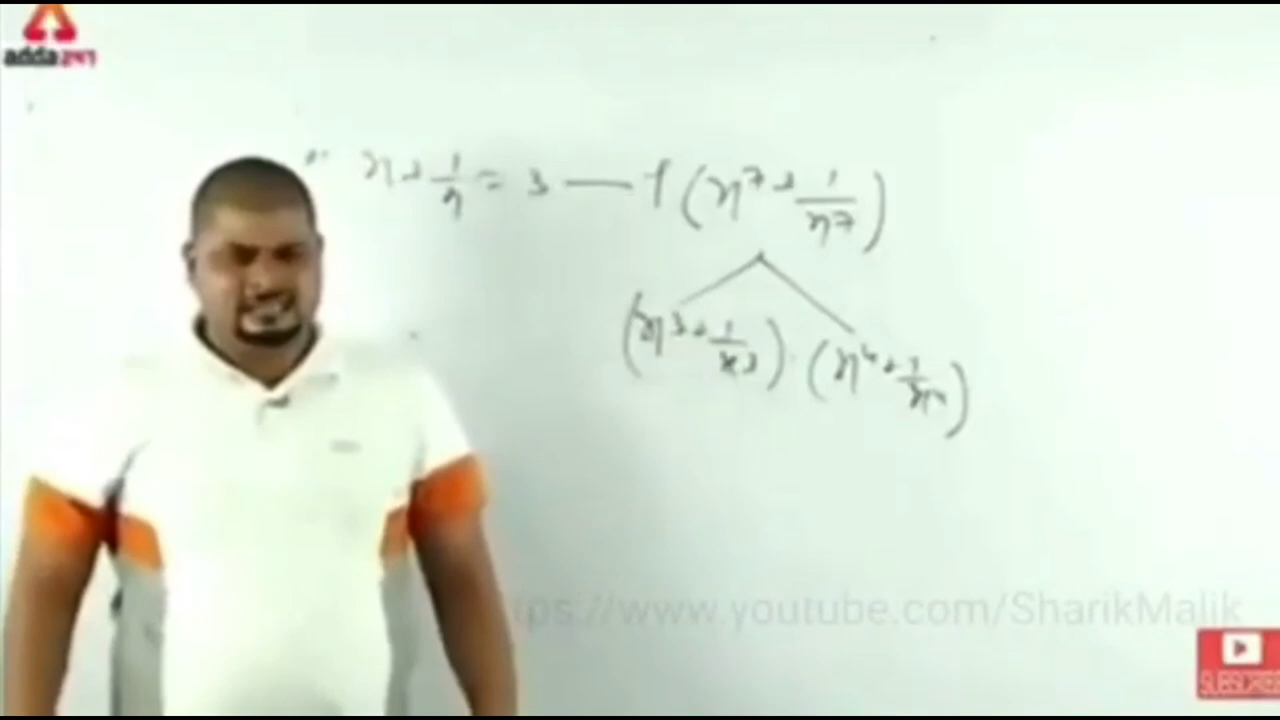 adda247
x + 1/x = 3 — f (x⁷ + 1/x⁷)
(x³ + 1/x³) · (x⁴ + 1/x⁴)
https://www.youtube.com/SharikMalik
SUBSCRIBE